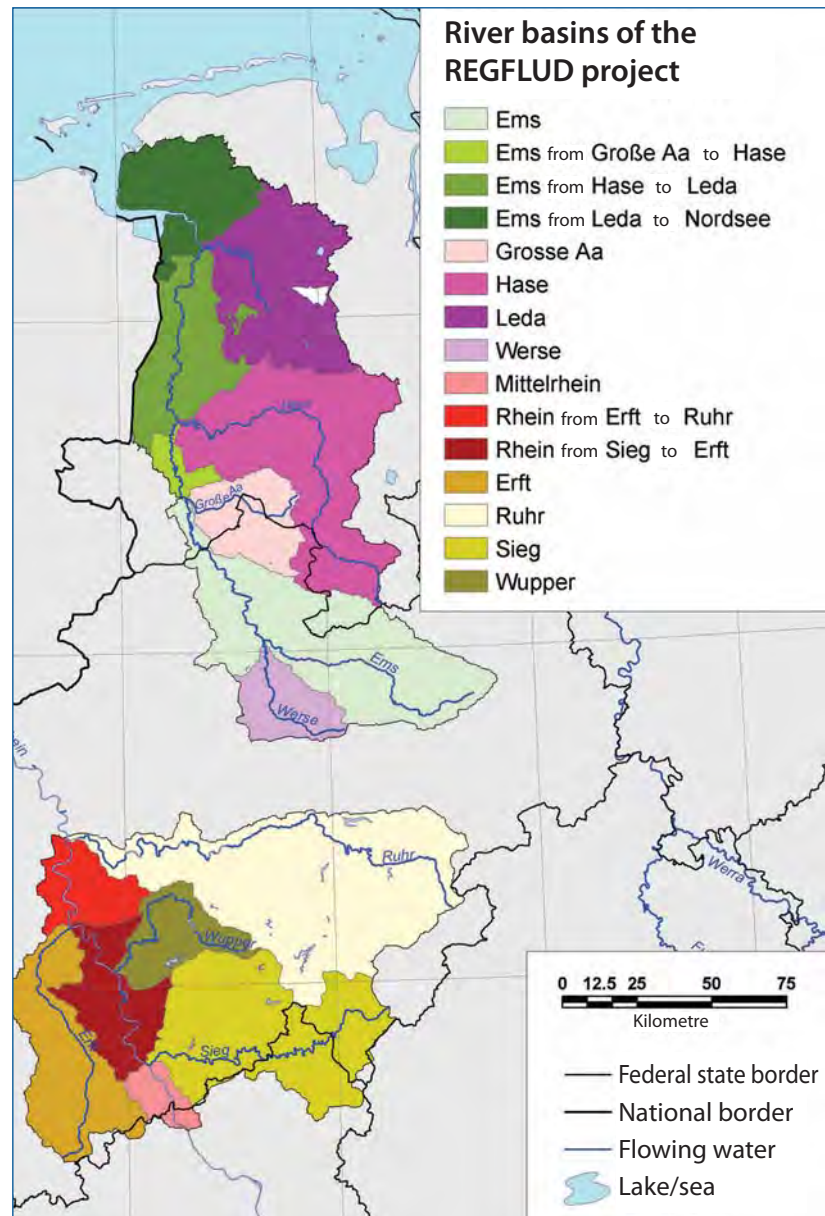 River basins of the
REGFLUD project
Ems
Ems from Große Aa to Hase
Ems from Hase to Leda
Ems from Leda to Nordsee
Grosse Aa
Hase
Leda
Werse
Mittelrhein
Rhein from Erft to Ruhr
Rhein from Sieg to Erft
Erft
Ruhr
Sieg
Wupper
Große Aa
Ems
Werse
ein
Ruhr
Wupper
Sieg
Werra
0 12.5 25 50 75
Kilometre
Federal state border
National border
Flowing water
Lake/sea